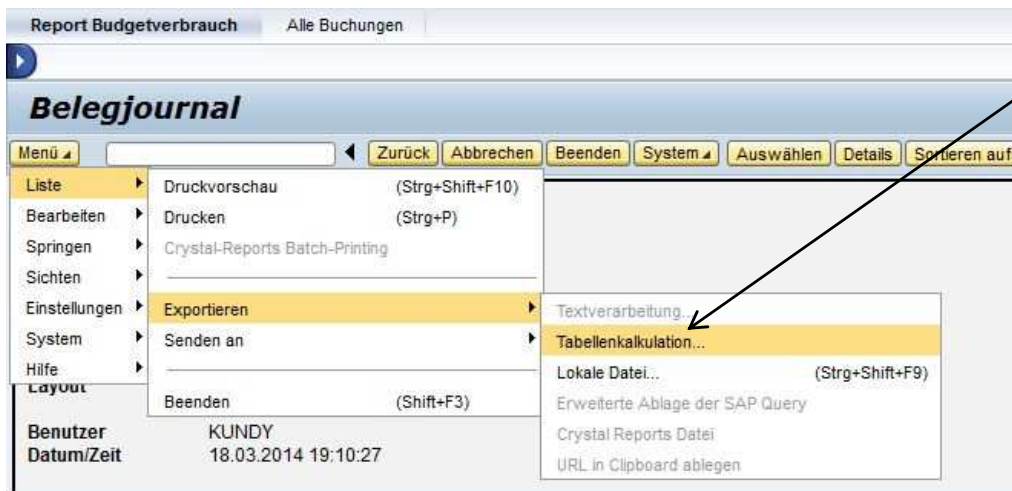 Report Budgetverbrauch Alle Buchungen
Belegjournal
Menü Zurück Abbrechen Beenden System Auswählen Details Sortieren auf
Liste
Bearbeiten
Springen
Sichten
Einstellungen
System
Hilfe
Druckvorschau (Strg+Shift+F10)
Drucken (Strg+P)
Crystal-Reports Batch-Printing
Exportieren
Senden an
Beenden (Shift+F3)
Textverarbeitung...
Tabellenkalkulation...
Lokale Datei... (Strg+Shift+F9)
Erweiterte Ablage der SAP Query
Crystal Reports Datei
URL in Clipboard ablegen
Layout
Benutzer KUNDY
Datum/Zeit 18.03.2014 19:10:27